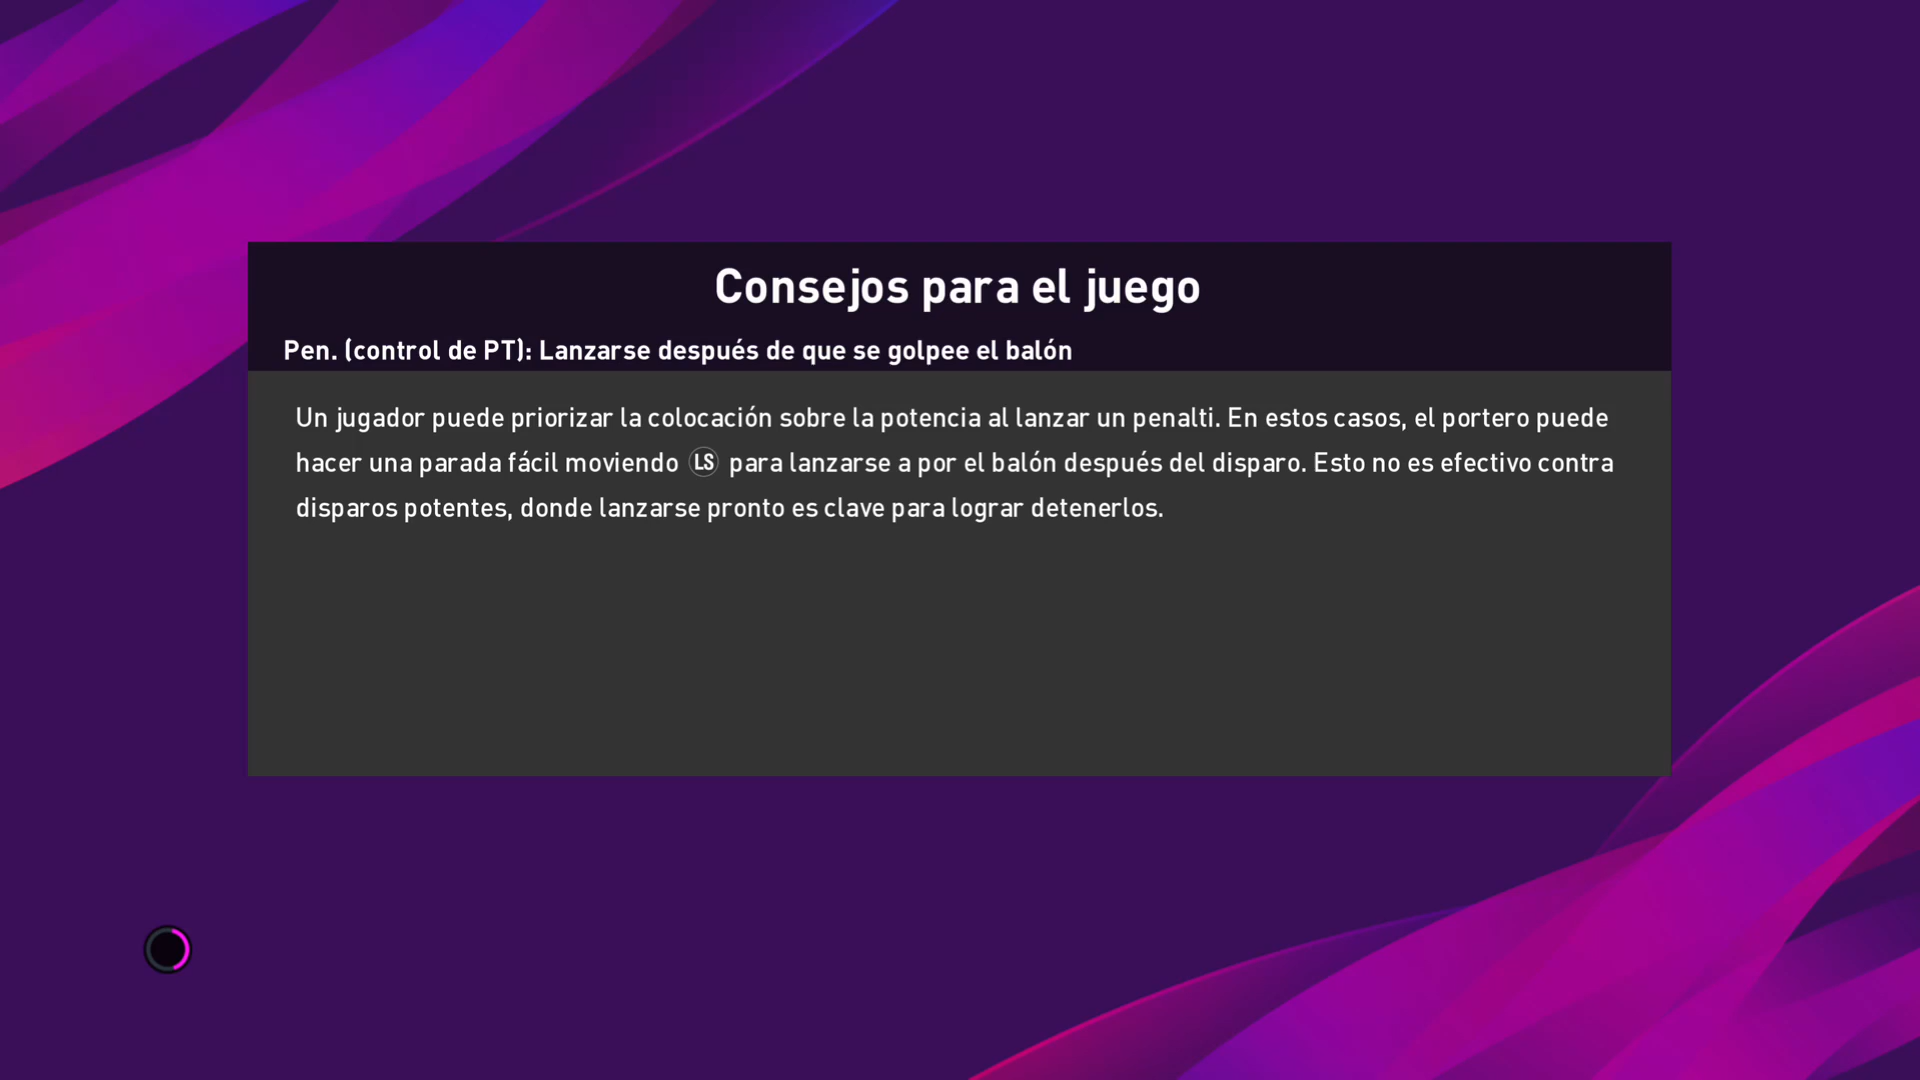 Consejos para el juego
Pen. (control de PT): Lanzarse después de que se golpee el balón
Un jugador puede priorizar la colocación sobre la potencia al lanzar un penalti. En estos casos, el portero puede
hacer una parada fácil moviendo LS para lanzarse a por el balón después del disparo. Esto no es efectivo contra
disparos potentes, donde lanzarse pronto es clave para lograr detenerlos.